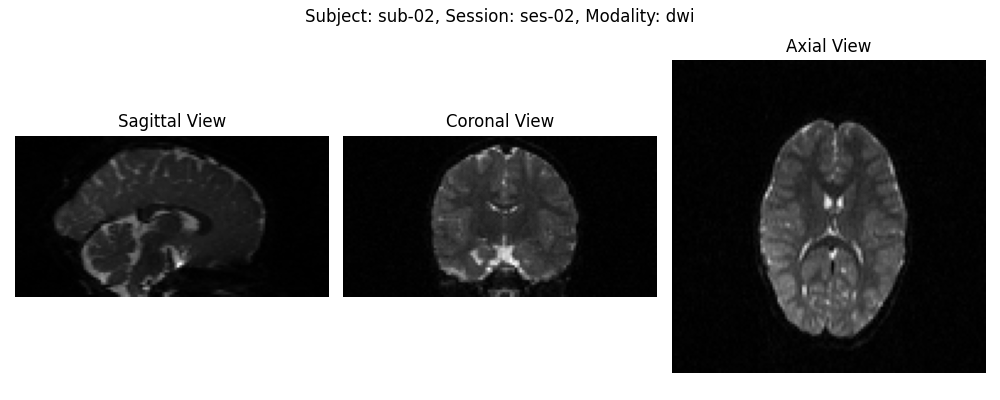 Subject: sub-02, Session: ses-02, Modality: dwi
Sagittal View
Coronal View
Axial View